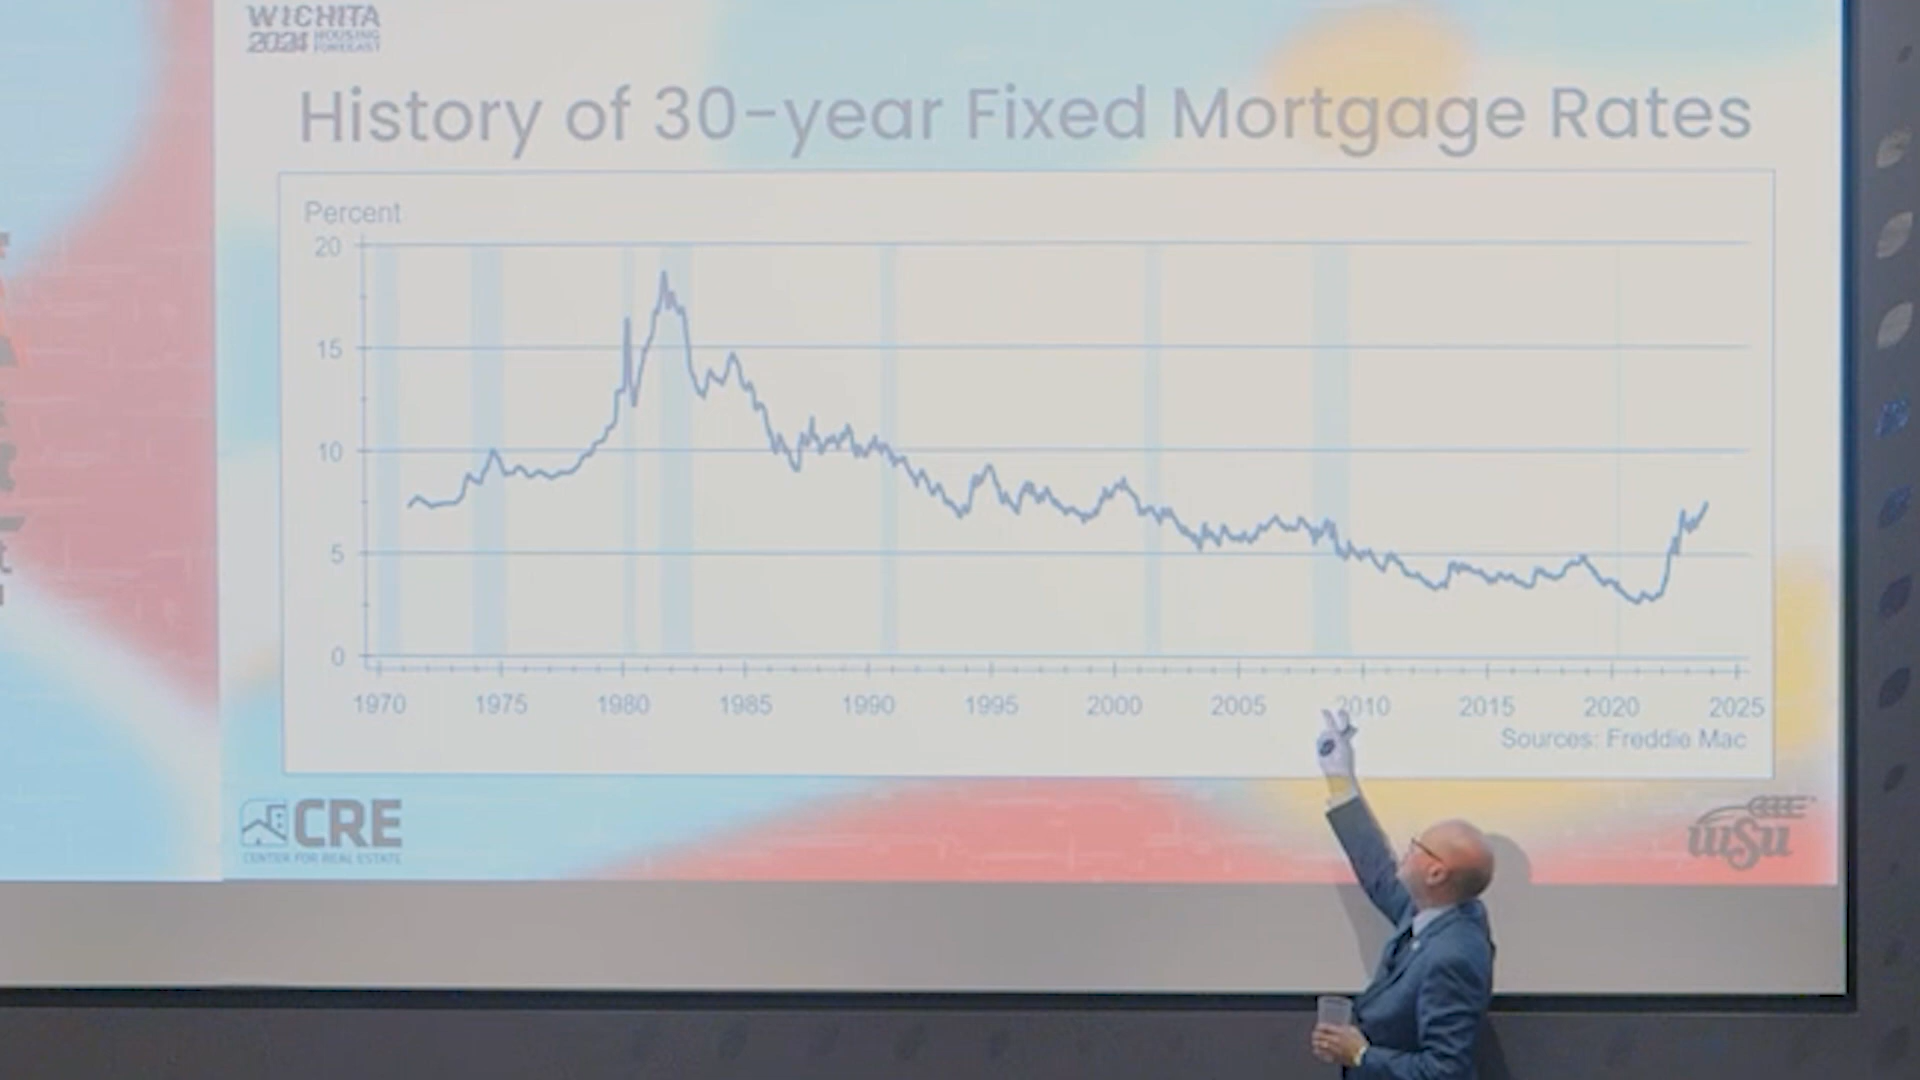 WICHITA
2024 HOUSING
FORECAST
History of 30-year Fixed Mortgage Rates
Percent
20
15
10
5
0
1970 1975 1980 1985 1990 1995 2000 2005 2010 2015 2020 2025
Sources: Freddie Mac
CRE
CENTER FOR REAL ESTATE
WSU